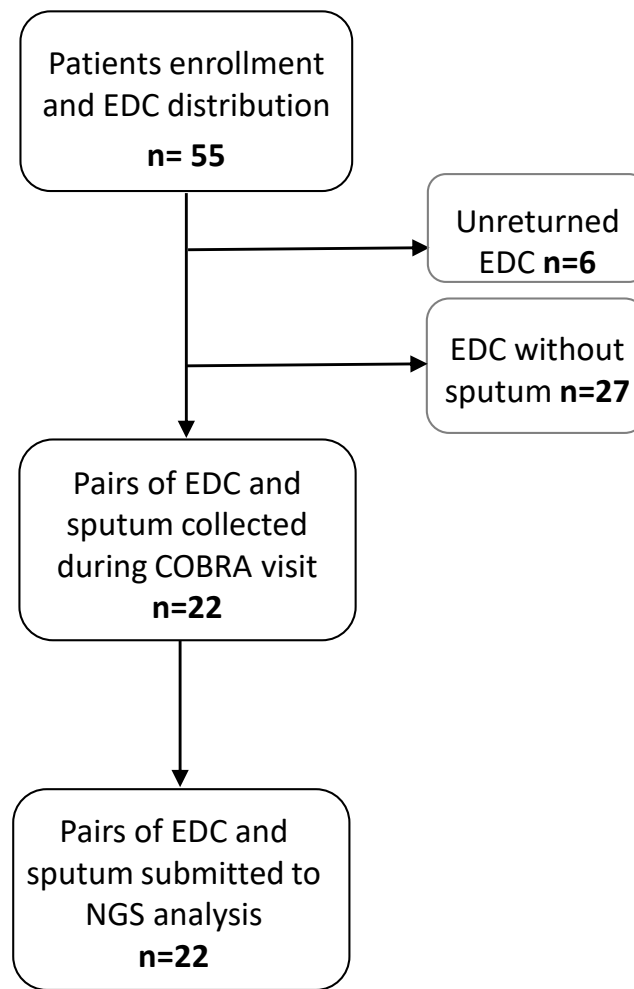 Patients enrollment
and EDC distribution
n= 55
Unreturned
EDC n=6
EDC without
sputum n=27
Pairs of EDC and
sputum collected
during COBRA visit
n=22
Pairs of EDC and
sputum submitted to
NGS analysis
n=22